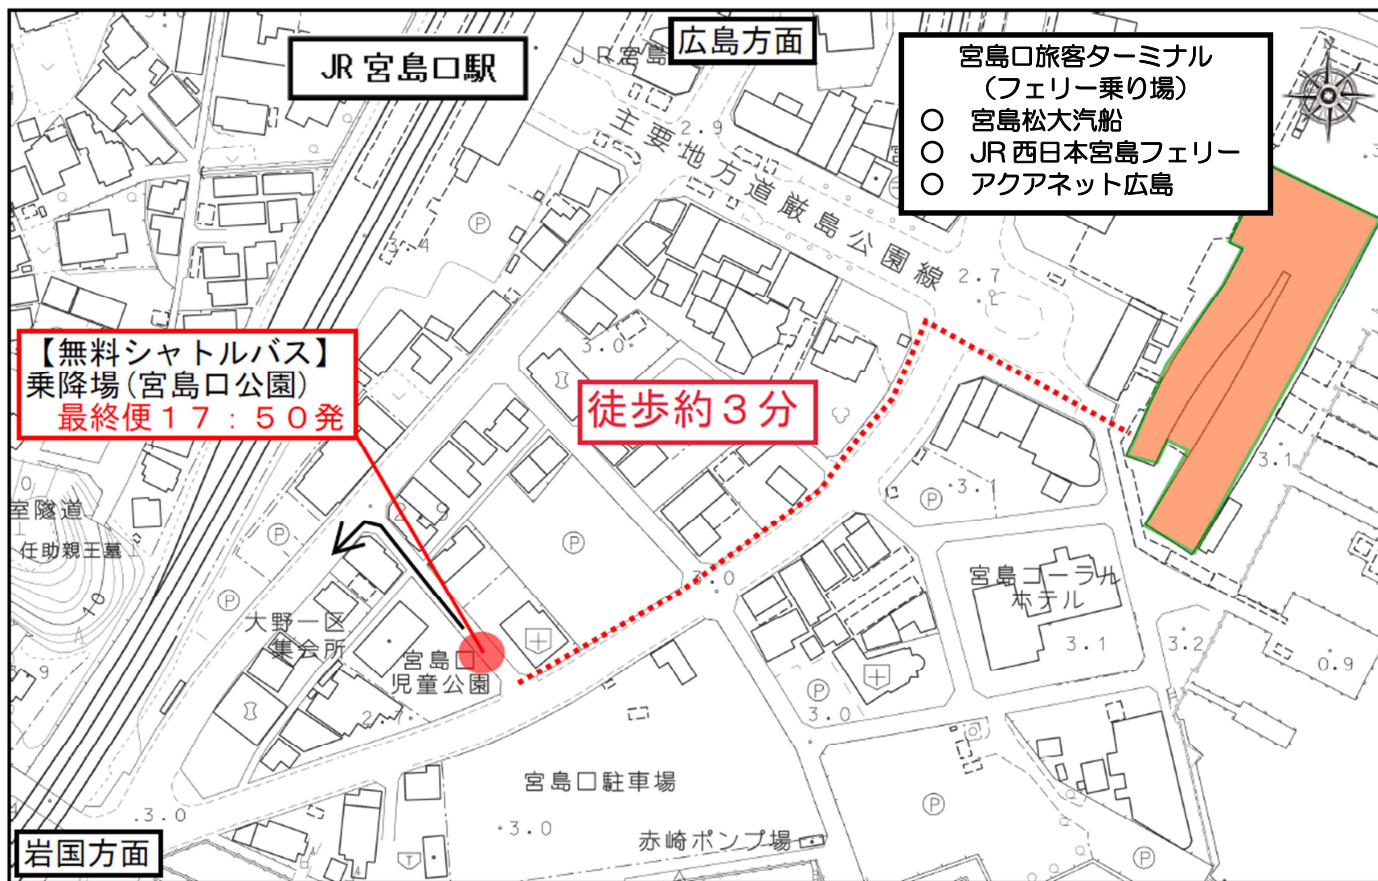 広島方面
JR 宮島口駅
JR宮島
宮島口旅客ターミナル
(フェリー乗り場)
○ 宮島松大汽船
○ JR 西日本宮島フェリー
○ アクアネット広島
2.9
主要地方道厳島公園線
P
3.4
2.7
【無料シャトルバス】
乗降場(宮島口公園)
最終便17:50発
3.0
徒歩約3分
3.1
P
3.1
室隧道
任助親王墓
P
P
3.0
宮島コーラル
ホテル
10
大野一区
集会所
宮島口
児童公園
3.1
3.2
0.9
P
2.7
3.0
宮島口駐車場
P
3.0
3.0
赤崎ポンプ場
T
P
岩国方面